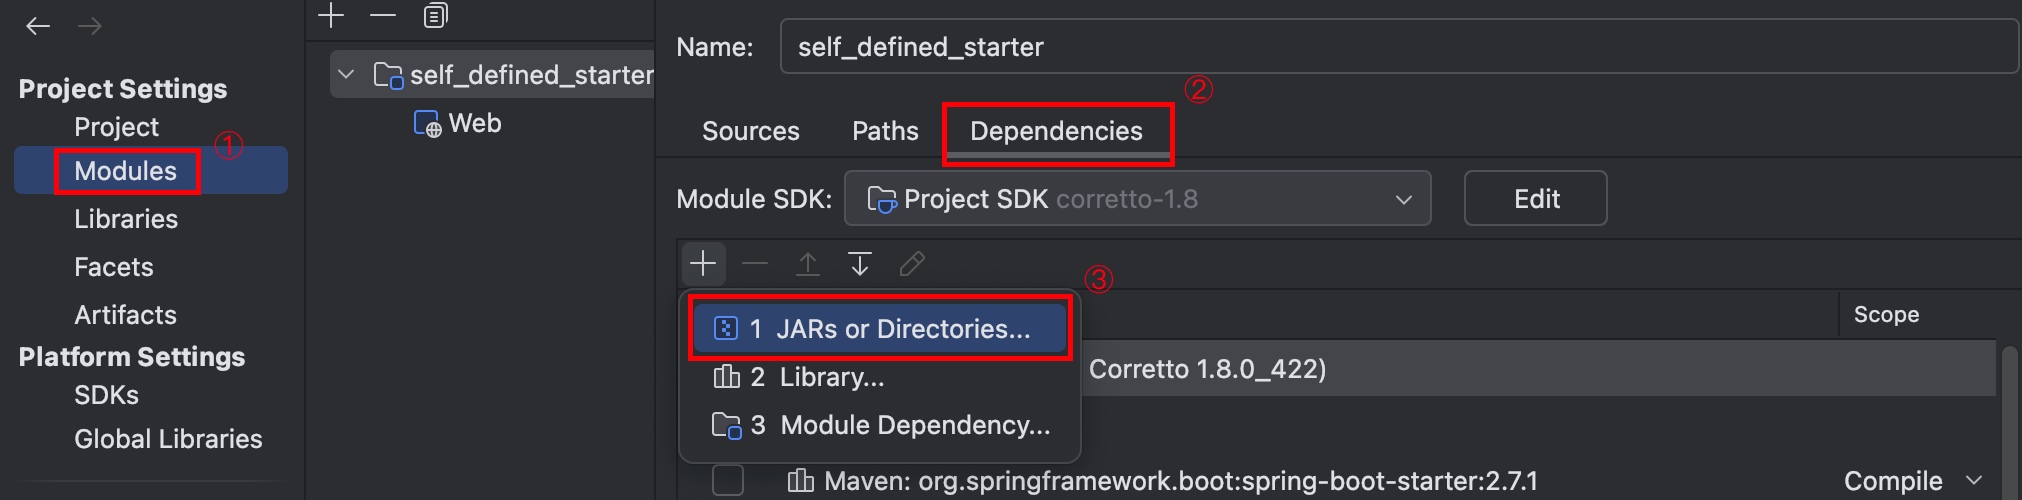 Project Settings
Project
①
Modules
Libraries
Facets
Artifacts
Platform Settings
SDKs
Global Libraries
self_defined_starter
Web
Name: self_defined_starter
②
Sources Paths Dependencies
Module SDK: Project SDK corretto-1.8 Edit
③
1 JARs or Directories...
2 Library...
3 Module Dependency...
Scope
Corretto 1.8.0_422)
Maven: org.springframework.boot:spring-boot-starter:2.7.1 Compile